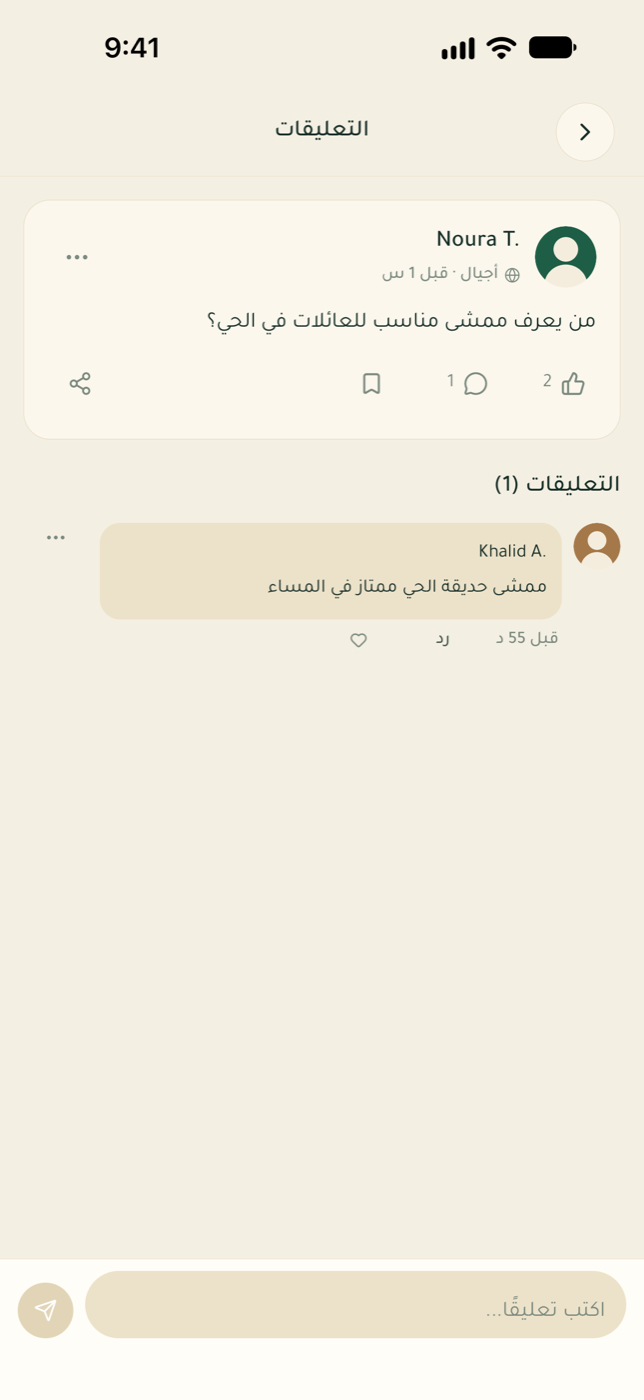 9:41
التعليقات
Noura T.
أجيال · قبل 1 س
من يعرف ممشى مناسب للعائلات في الحي؟
2
1
التعليقات (1)
Khalid A.
ممشى حديقة الحي ممتاز في المساء
قبل 55 د
رد
اكتب تعليقًا...